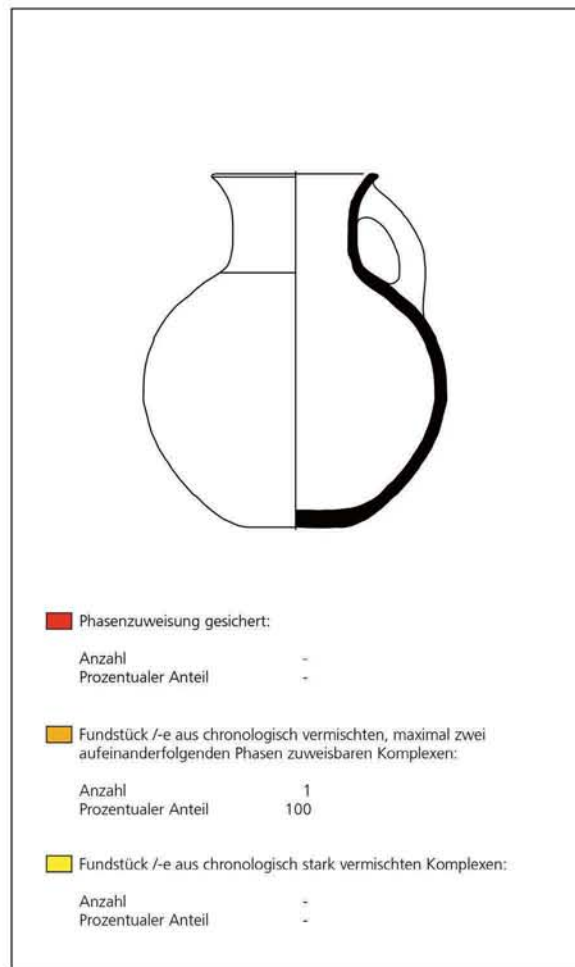 Phasenzuweisung gesichert:
Anzahl -
Prozentualer Anteil -
Fundstück /-e aus chronologisch vermischten, maximal zwei
aufeinanderfolgenden Phasen zuweisbaren Komplexen:
Anzahl 1
Prozentualer Anteil 100
Fundstück /-e aus chronologisch stark vermischten Komplexen:
Anzahl -
Prozentualer Anteil -